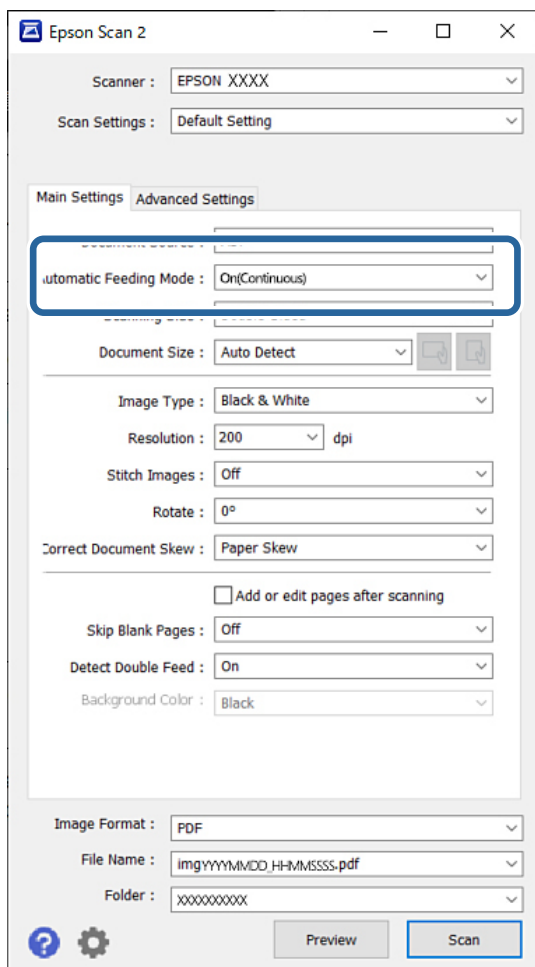 Epson Scan 2
Scanner : EPSON XXXX
Scan Settings : Default Setting
Main Settings Advanced Settings
Automatic Feeding Mode : On(Continuous)
Document Size : Auto Detect
Image Type : Black & White
Resolution : 200 dpi
Stitch Images : Off
Rotate : 0°
Correct Document Skew : Paper Skew
Add or edit pages after scanning
Skip Blank Pages : Off
Detect Double Feed : On
Background Color : Black
Image Format : PDF
File Name : imgYYYYMMDD_HHMMSSSS.pdf
Folder : XXXXXXXXXX
? Preview Scan